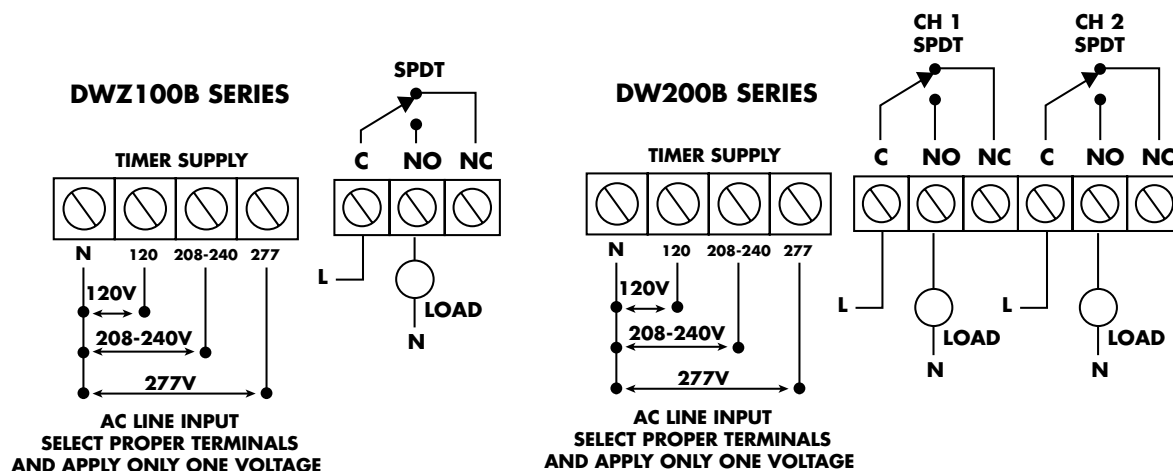 DWZ100B SERIES
SPDT
TIMER SUPPLY
C NO NC
N 120 208-240 277
120V
208-240V
277V
L
LOAD
N
AC LINE INPUT
SELECT PROPER TERMINALS
AND APPLY ONLY ONE VOLTAGE
DW200B SERIES
CH 1
SPDT
CH 2
SPDT
TIMER SUPPLY
C NO NC C NO NC
N 120 208-240 277
120V
208-240V
277V
L
LOAD
N
L
LOAD
N
AC LINE INPUT
SELECT PROPER TERMINALS
AND APPLY ONLY ONE VOLTAGE